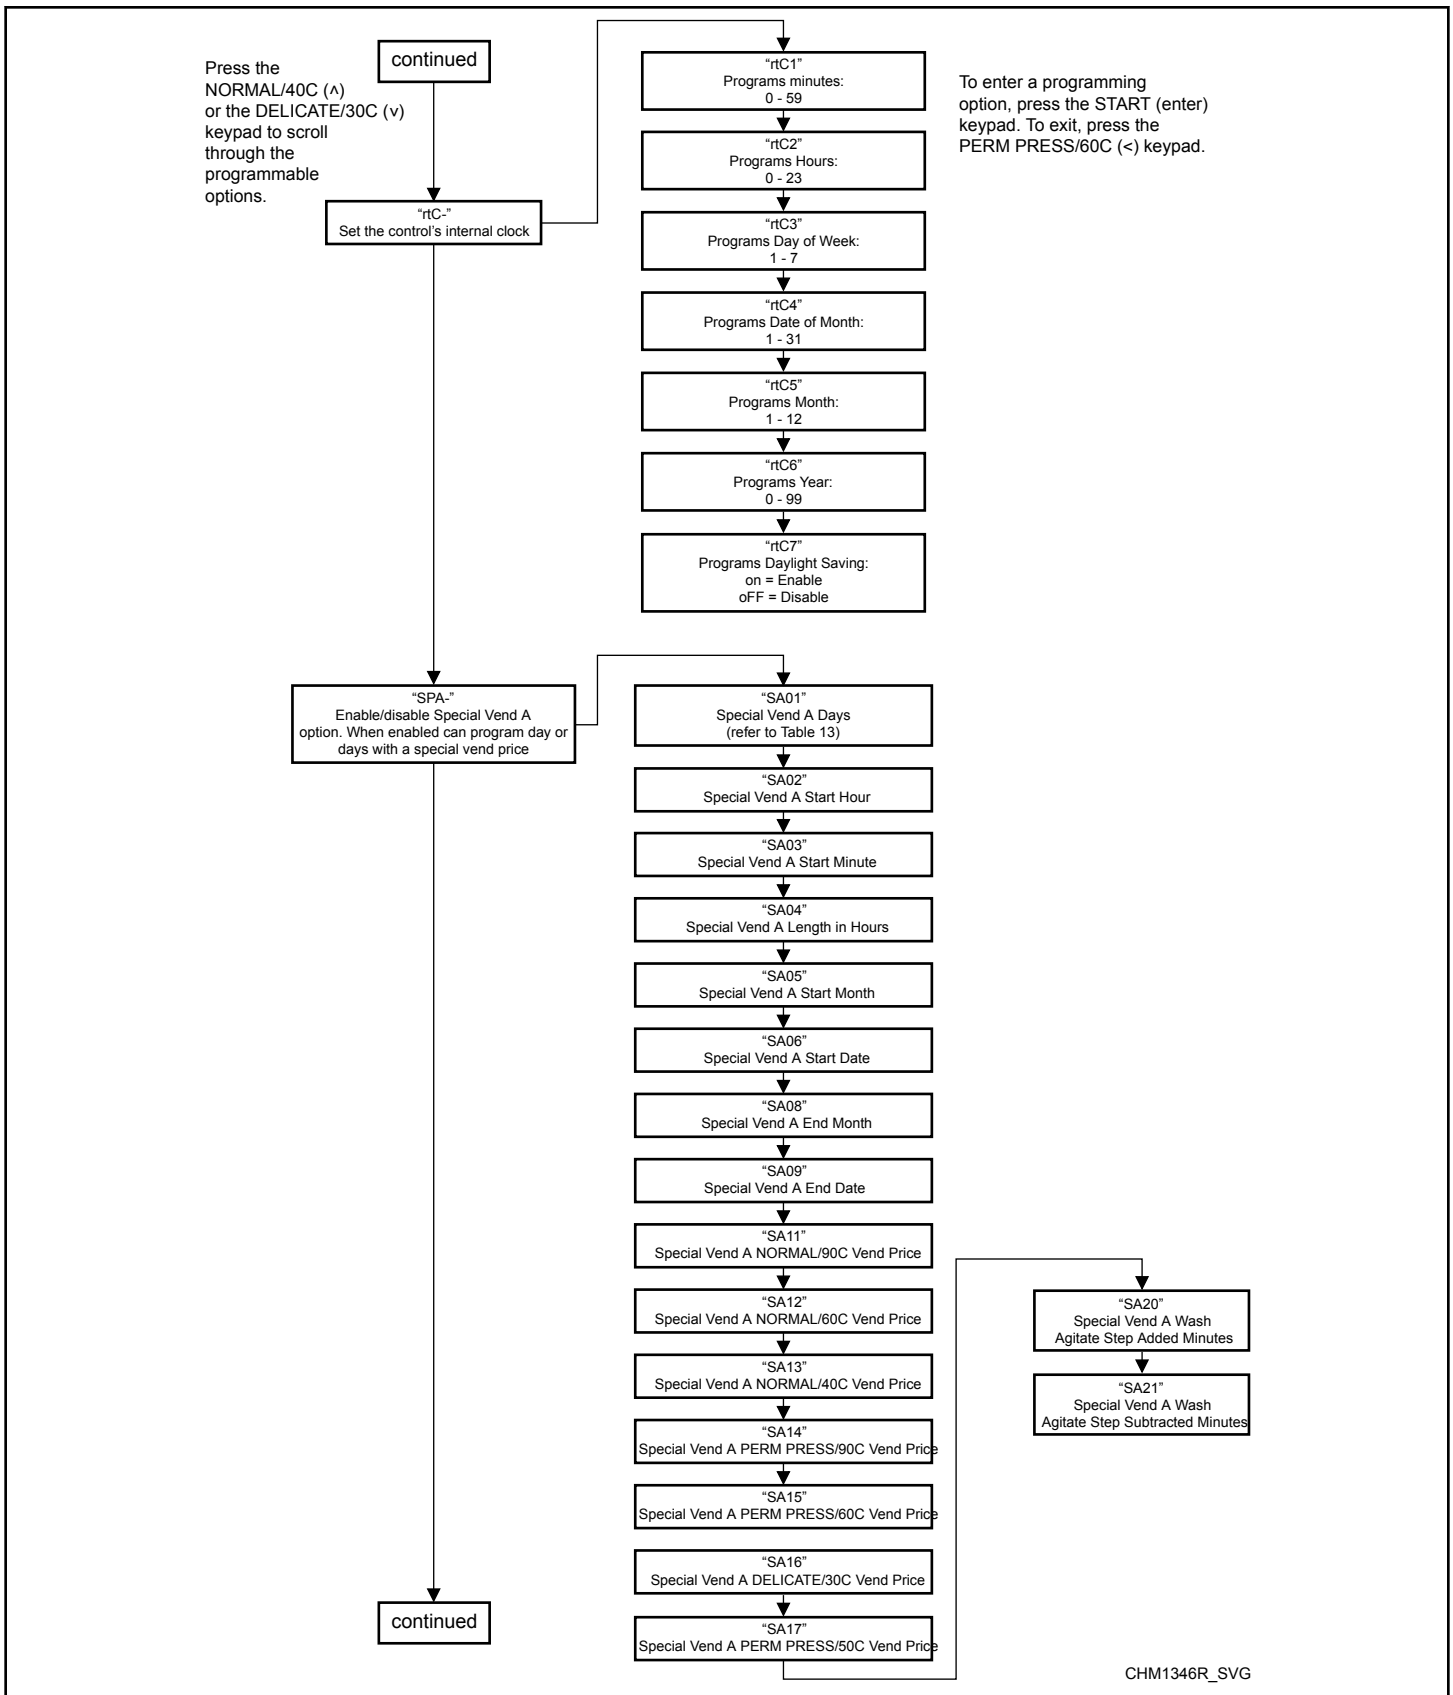 Press the
NORMAL/40C (˄)
or the DELICATE/30C (˅)
keypad to scroll
through the
programmable
options.
continued
“rtC-”
Set the control’s internal clock
“rtC1”
Programs minutes:
0 - 59
“rtC2”
Programs Hours:
0 - 23
“rtC3”
Programs Day of Week:
1 - 7
“rtC4”
Programs Date of Month:
1 - 31
“rtC5”
Programs Month:
1 - 12
“rtC6”
Programs Year:
0 - 99
“rtC7”
Programs Daylight Saving:
on = Enable
oFF = Disable
To enter a programming
option, press the START (enter)
keypad. To exit, press the
PERM PRESS/60C (<) keypad.
“SPA-”
Enable/disable Special Vend A
option. When enabled can program day or
days with a special vend price
“SA01”
Special Vend A Days
(refer to Table 13)
“SA02”
Special Vend A Start Hour
“SA03”
Special Vend A Start Minute
“SA04”
Special Vend A Length in Hours
“SA05”
Special Vend A Start Month
“SA06”
Special Vend A Start Date
“SA08”
Special Vend A End Month
“SA09”
Special Vend A End Date
“SA11”
Special Vend A NORMAL/90C Vend Price
“SA12”
Special Vend A NORMAL/60C Vend Price
“SA13”
Special Vend A NORMAL/40C Vend Price
“SA14”
Special Vend A PERM PRESS/90C Vend Price
“SA15”
Special Vend A PERM PRESS/60C Vend Price
“SA16”
Special Vend A DELICATE/30C Vend Price
“SA17”
Special Vend A PERM PRESS/50C Vend Price
“SA20”
Special Vend A Wash
Agitate Step Added Minutes
“SA21”
Special Vend A Wash
Agitate Step Subtracted Minutes
continued
CHM1346R_SVG